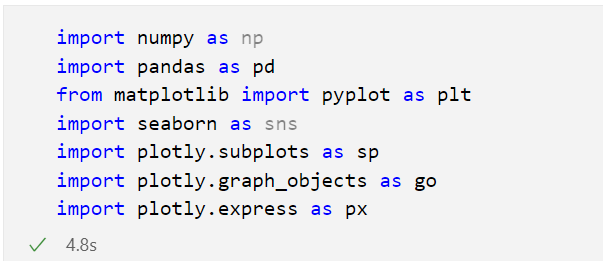 import numpy as np
import pandas as pd
from matplotlib import pyplot as plt
import seaborn as sns
import plotly.subplots as sp
import plotly.graph_objects as go
import plotly.express as px
4.8s